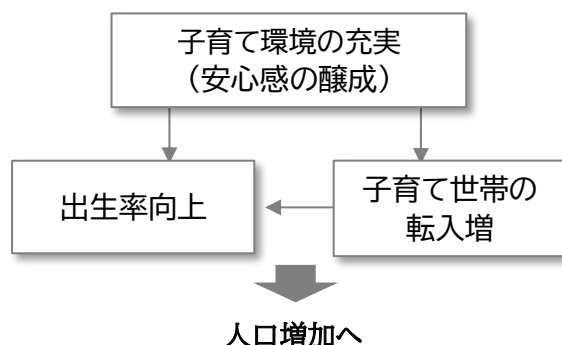 子育て環境の充実
（安心感の醸成）
出生率向上
子育て世帯の
転入増
人口増加へ